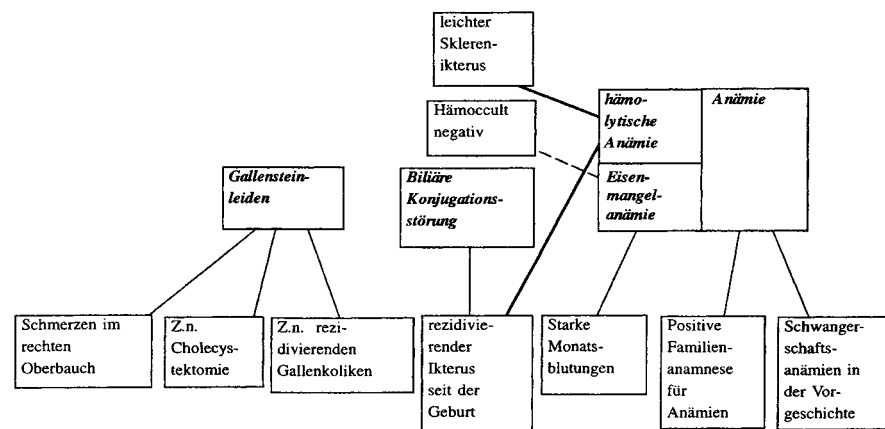 leichter
Skleren-
ikterus
hämo-
lytische
Anämie
Anämie
Hämoccult
negativ
Gallenstein-
leiden
Biliäre
Konjugations-
störung
Eisen-
mangel-
anämie
Schmerzen im
rechten
Oberbauch
Z.n.
Cholecys-
tektomie
Z.n. rezi-
divierenden
Gallenkoliken
rezidivie-
render
Ikterus
seit der
Geburt
Starke
Monats-
blutungen
Positive
Familien-
anamnese
für
Anämien
Schwanger-
schafts-
anämien in
der Vor-
geschichte